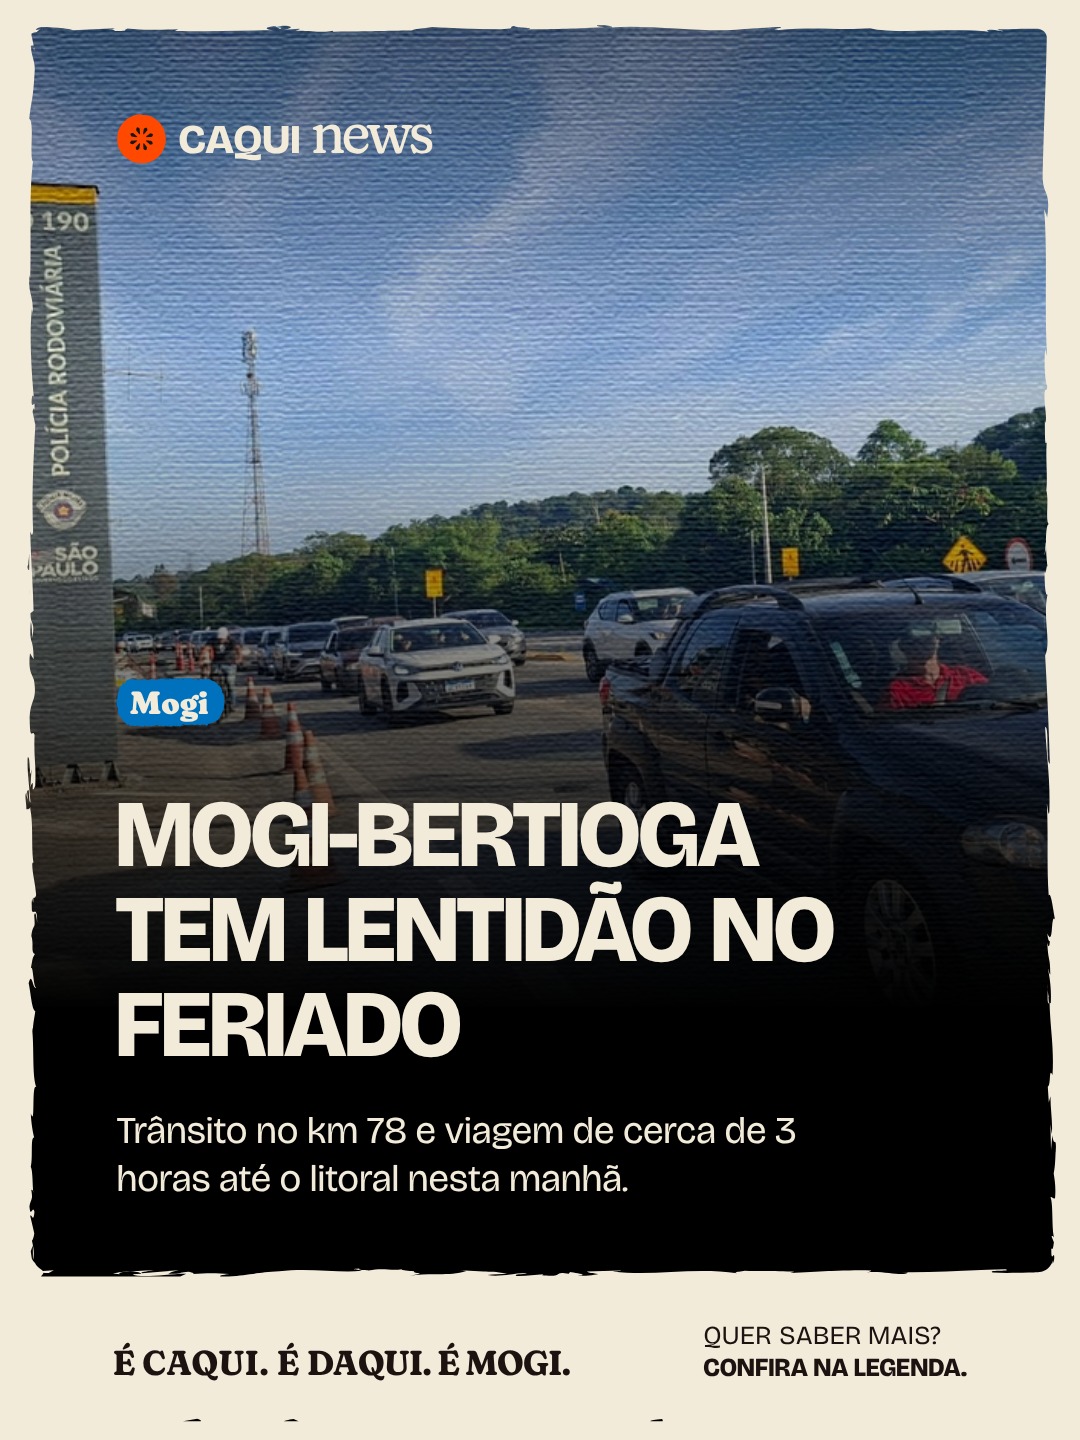 CAQUI news
190
POLÍCIA RODOVIÁRIA
SÃO
PAULO
Mogi
MOGI-BERTIOGA
TEM LENTIDÃO NO
FERIADO
Trânsito no km 78 e viagem de cerca de 3
horas até o litoral nesta manhã.
É CAQUI. É DAQUI. É MOGI.
QUER SABER MAIS?
CONFIRA NA LEGENDA.